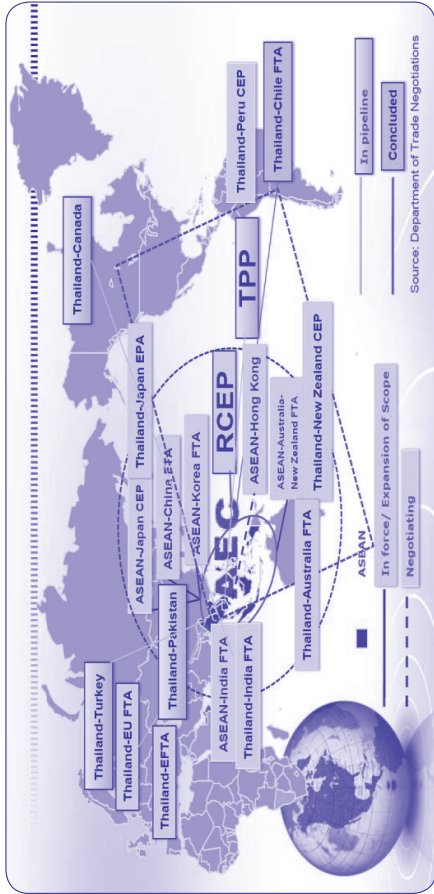 Thailand-Turkey
Thailand-EU FTA
Thailand-EFTA
Thailand-Pakistan
ASEAN-Japan CEP
Thailand-Japan EPA
ASEAN-China FTA
ASEAN-Korea FTA
Thailand-Canada
AEC
RCEP
TPP
ASEAN-India FTA
Thailand-India FTA
ASEAN-Hong Kong
ASEAN-Australia-
New Zealand FTA
Thailand-Australia FTA
Thailand-New Zealand CEP
Thailand-Peru CEP
Thailand-Chile FTA
ASEAN
In force/ Expansion of Scope
Negotiating
In pipeline
Concluded
Source: Department of Trade Negotiations